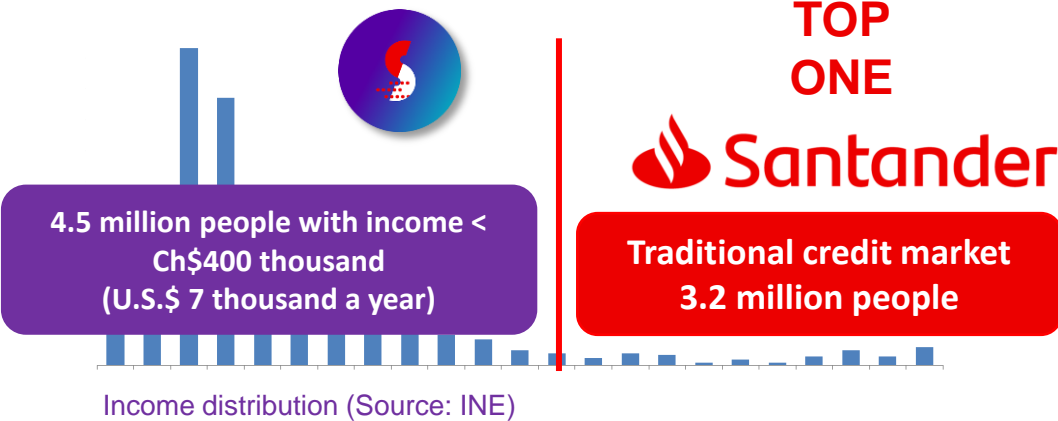 TOP
ONE
Santander
4.5 million people with income <
Ch$400 thousand
(U.S.$ 7 thousand a year)
Traditional credit market
3.2 million people
Income distribution (Source: INE)